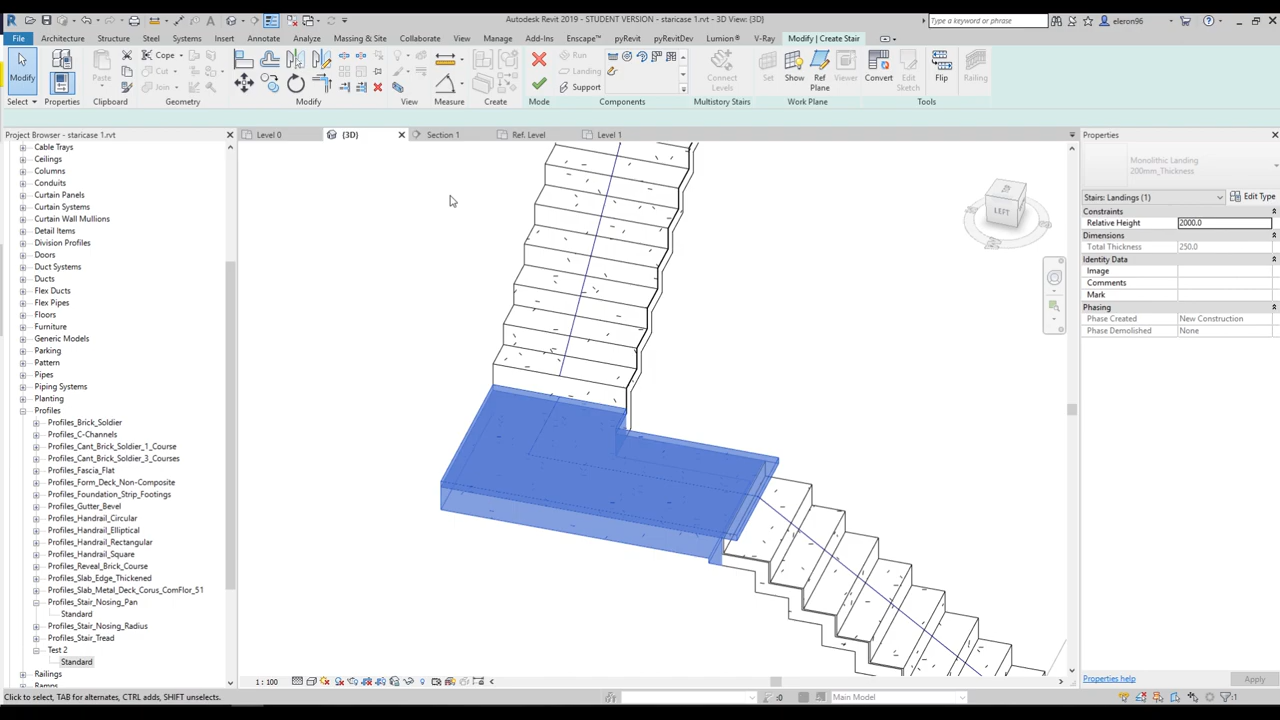 Autodesk Revit 2019 - STUDENT VERSION - staricase 1.rvt - 3D View: {3D}
Type a keyword or phrase
eleron95
File
Architecture
Structure
Steel
Systems
Insert
Annotate
Analyze
Massing & Site
Collaborate
View
Manage
Add-Ins
Enscape™
pyRevit
pyRevitDev
Lumion®
V-Ray
Modify | Create Stair
Modify
Properties
Paste
Cope
Cut
Join
Run
Landing
Support
Connect
Levels
Set
Show
Ref
Plane
Viewer
Convert
Edit
Sketch
Flip
Railing
Select
Properties
Clipboard
Geometry
Modify
View
Measure
Create
Mode
Components
Multistory Stairs
Work Plane
Tools
Project Browser - staricase 1.rvt
Level 0
{3D}
Section 1
Ref. Level
Level 1
Properties
Cable Trays
Ceilings
Columns
Conduits
Curtain Panels
Curtain Systems
Curtain Wall Mullions
Detail Items
Division Profiles
Doors
Duct Systems
Ducts
Flex Ducts
Flex Pipes
Floors
Furniture
Generic Models
Parking
Pattern
Pipes
Piping Systems
Planting
Profiles
Profiles_Brick_Soldier
Profiles_C-Channels
Profiles_Cant_Brick_Soldier_1_Course
Profiles_Cant_Brick_Soldier_3_Courses
Profiles_Fascia_Flat
Profiles_Form_Deck_Non-Composite
Profiles_Foundation_Strip_Footings
Profiles_Gutter_Bevel
Profiles_Handrail_Circular
Profiles_Handrail_Elliptical
Profiles_Handrail_Rectangular
Profiles_Handrail_Square
Profiles_Reveal_Brick_Course
Profiles_Slab_Edge_Thickened
Profiles_Slab_Metal_Deck_Corus_ComFlor_51
Profiles_Stair_Nosing_Pan
Standard
Profiles_Stair_Nosing_Radius
Profiles_Stair_Tread
Test 2
Standard
Railings
Ramps
LEFT
Monolithic Landing
200mm_Thickness
Stairs: Landings (1)
Edit Type
Constraints
Relative Height 2000.0
Dimensions
Total Thickness 250.0
Identity Data
Image
Comments
Mark
Phasing
Phase Created New Construction
Phase Demolished None
Properties help
Apply
1 : 100
Click to select, TAB for alternates, CTRL adds, SHIFT unselects.
:0
Main Model
:1